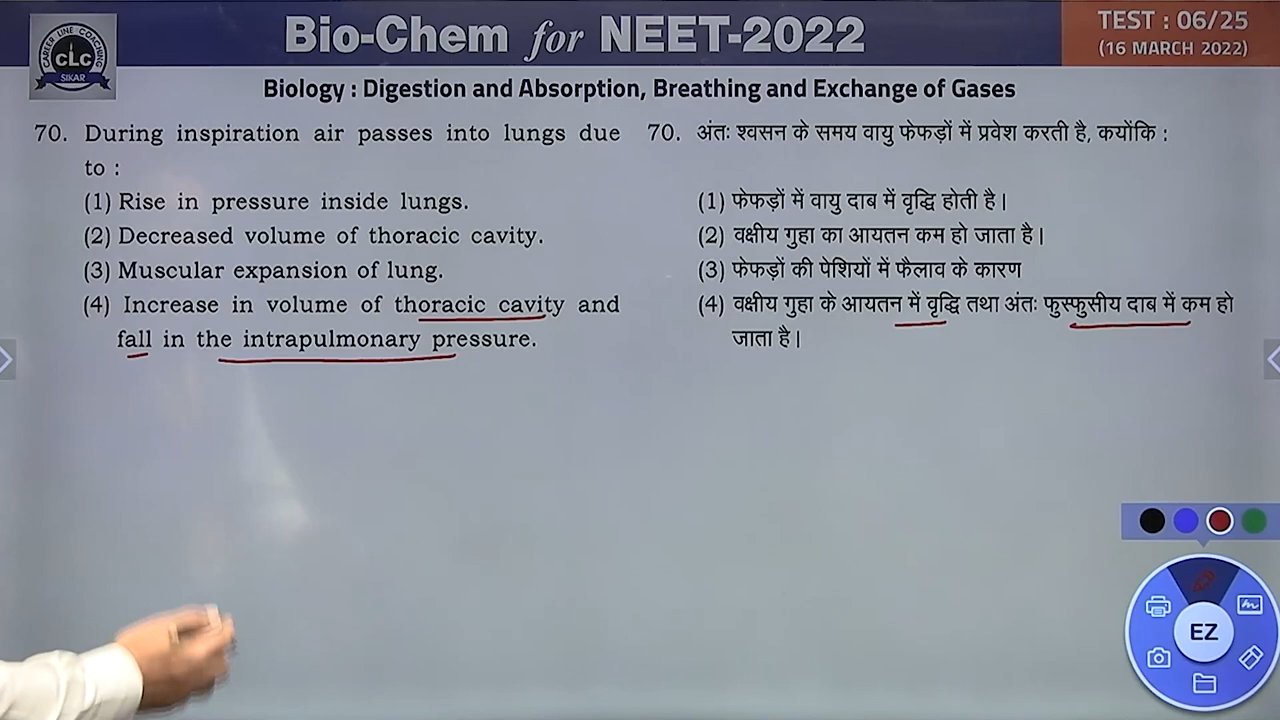 CAREER LINE COACHING
CLC
SIKAR
Bio-Chem for NEET-2022
TEST : 06/25
(16 MARCH 2022)
Biology : Digestion and Absorption, Breathing and Exchange of Gases
70. During inspiration air passes into lungs due
to :
(1) Rise in pressure inside lungs.
(2) Decreased volume of thoracic cavity.
(3) Muscular expansion of lung.
(4) Increase in volume of thoracic cavity and
fall in the intrapulmonary pressure.
70. अंतः श्वसन के समय वायु फेफड़ों में प्रवेश करती है, कयोंकि :
(1) फेफड़ों में वायु दाब में वृद्धि होती है।
(2) वक्षीय गुहा का आयतन कम हो जाता है।
(3) फेफड़ों की पेशियों में फैलाव के कारण
(4) वक्षीय गुहा के आयतन में वृद्धि तथा अंतः फुस्फुसीय दाब में कम हो
जाता है।
EZ